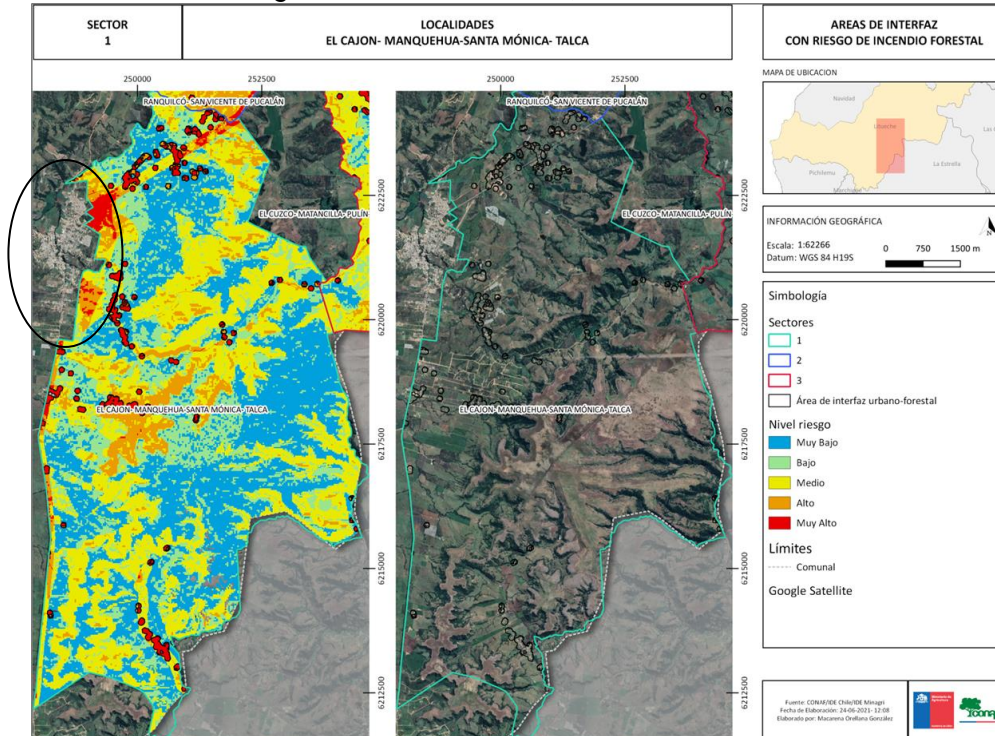 SECTOR
1
LOCALIDADES
EL CAJON- MANQUEHUA-SANTA MÓNICA- TALCA
AREAS DE INTERFAZ
CON RIESGO DE INCENDIO FORESTAL
250000
252500
250000
252500
RANQUILCO- SAN VICENTE DE PUCALÁN
EL CUZCO- MATANCILLA- PULÍN
EL CAJON- MANQUEHUA-SANTA MÓNICA- TALCA
6222500
6220000
6217500
6215000
6212500
RANQUILCO- SAN VICENTE DE PUCALÁN
EL CUZCO- MATANCILLA- PULÍN
EL CAJON- MANQUEHUA-SANTA MÓNICA- TALCA
6222500
6220000
6217500
6215000
6212500
MAPA DE UBICACION
Navidad
Litueche
Las
La Estrella
Pichilemu
INFORMACIÓN GEOGRÁFICA
Escala: 1:62266
Datum: WGS 84 H19S
0 750 1500 m
N
Simbología
Sectores
1
2
3
Área de interfaz urbano-forestal
Nivel riesgo
Muy Bajo
Bajo
Medio
Alto
Muy Alto
Límites
Comunal
Google Satellite
Fuente: CONAF/IDE Chile/IDE Minagri
Fecha de Elaboración: 24-06-2021- 12:08
Elaborado por: Macarena Orellana González
CONAF